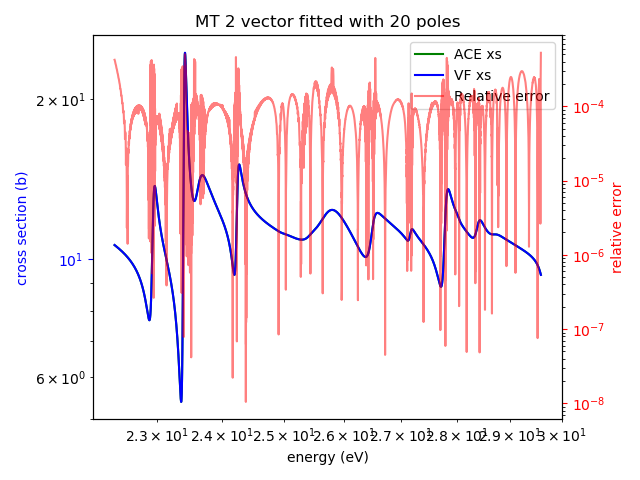 MT 2 vector fitted with 20 poles
ACE xs
VF xs
Relative error
cross section (b)
2 × 10¹
10¹
6 × 10⁰
10⁻⁴
10⁻⁵
10⁻⁶
10⁻⁷
10⁻⁸
relative error
2.3 × 10¹ 2.4 × 10¹ 2.5 × 10¹ 2.6 × 10¹ 2.7 × 10¹ 2.8 × 10¹ 2.9 × 10¹ 3 × 10¹
energy (eV)